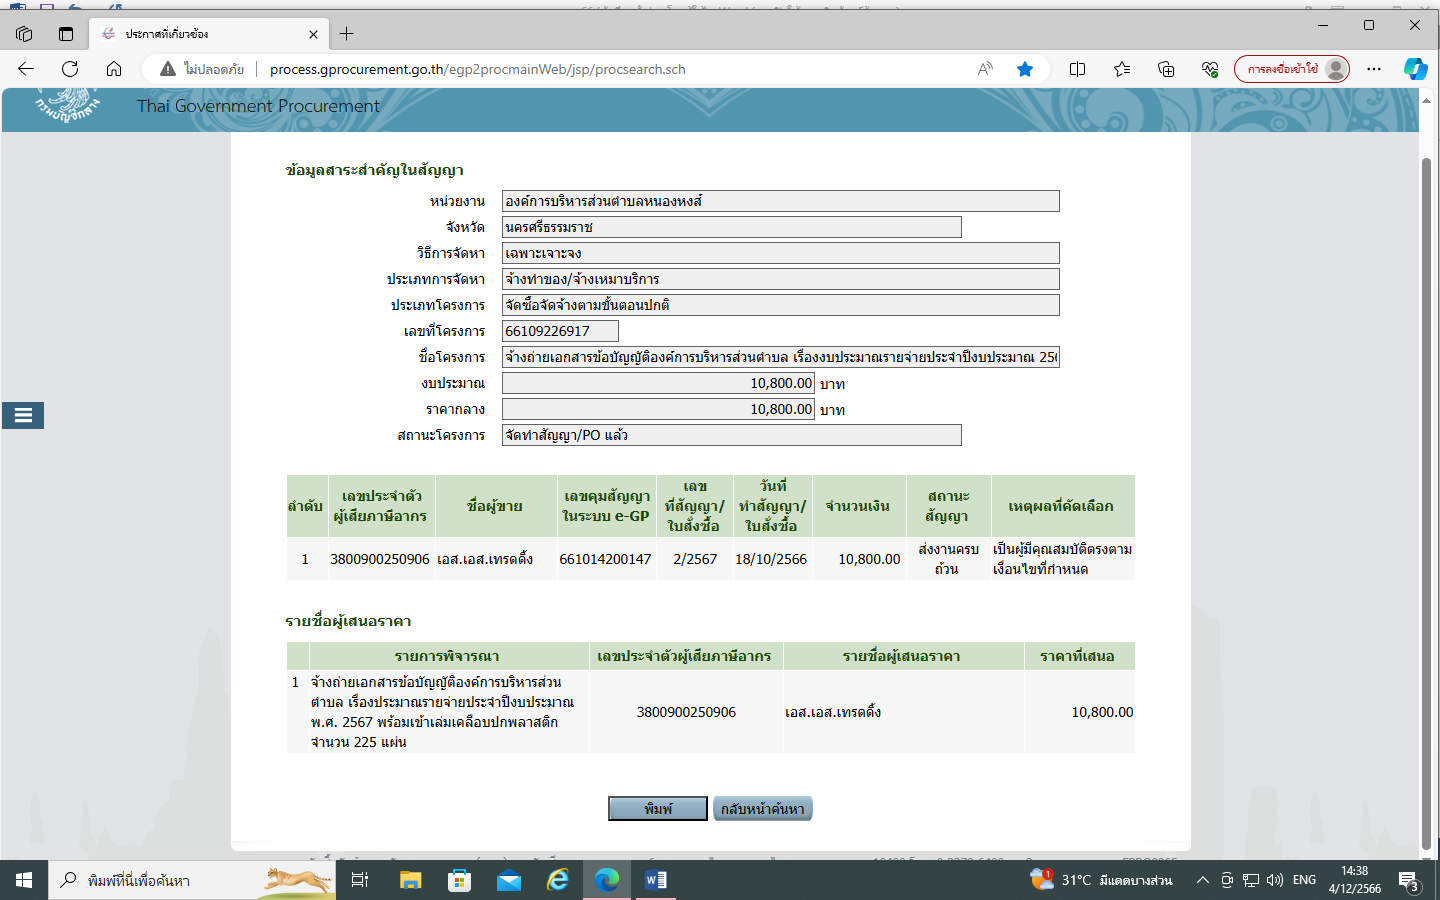 ประกาศที่เกี่ยวข้อง
ไม่ปลอดภัย process.gprocurement.go.th/egp2procmainWeb/jsp/procsearch.sch การลงชื่อเข้าใช้
กรมบัญชีกลาง
Thai Government Procurement
ข้อมูลสาระสำคัญในสัญญา
หน่วยงาน องค์การบริหารส่วนตำบลหนองหงส์
จังหวัด นครศรีธรรมราช
วิธีการจัดหา เฉพาะเจาะจง
ประเภทการจัดหา จ้างทำของ/จ้างเหมาบริการ
ประเภทโครงการ จัดซื้อจัดจ้างตามขั้นตอนปกติ
เลขที่โครงการ 66109226917
ชื่อโครงการ จ้างถ่ายเอกสารข้อบัญญัติองค์การบริหารส่วนตำบล เรื่องงบประมาณรายจ่ายประจำปีงบประมาณ 256
งบประมาณ 10,800.00 บาท
ราคากลาง 10,800.00 บาท
สถานะโครงการ จัดทำสัญญา/PO แล้ว
ลำดับ เลขประจำตัวผู้เสียภาษีอากร ชื่อผู้ขาย เลขคุมสัญญาในระบบ e-GP เลขที่สัญญา/ใบสั่งซื้อ วันที่ทำสัญญา/ใบสั่งซื้อ จำนวนเงิน สถานะสัญญา เหตุผลที่คัดเลือก
1 3800900250906 เอส.เอส.เทรดดิ้ง 661014200147 2/2567 18/10/2566 10,800.00 ส่งงานครบถ้วน เป็นผู้มีคุณสมบัติตรงตามเงื่อนไขที่กำหนด
รายชื่อผู้เสนอราคา
รายการพิจารณา เลขประจำตัวผู้เสียภาษีอากร รายชื่อผู้เสนอราคา ราคาที่เสนอ
1 จ้างถ่ายเอกสารข้อบัญญัติองค์การบริหารส่วน
ตำบล เรื่องประมาณรายจ่ายประจำปีงบประมาณ
พ.ศ. 2567 พร้อมเข้าเล่มเคลือบปกพลาสติก
จำนวน 225 แผ่น
3800900250906 เอส.เอส.เทรดดิ้ง 10,800.00
พิมพ์ กลับหน้าค้นหา
พิมพ์ที่นี่เพื่อค้นหา 1 31°C มีแดดบางส่วน ENG 14:38
4/12/2566 3